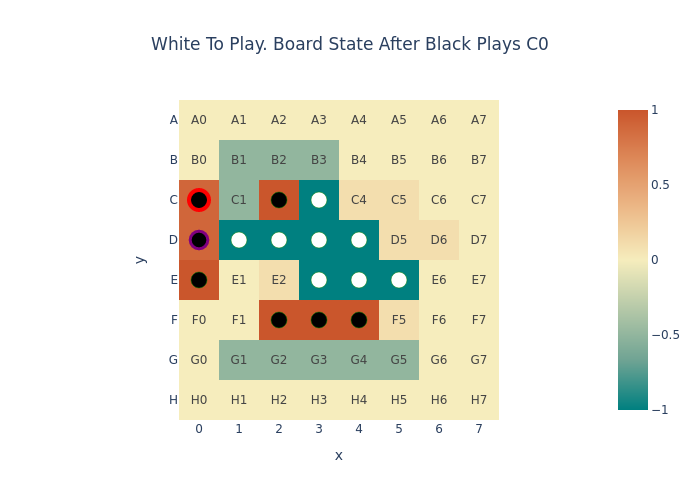 White To Play. Board State After Black Plays C0
A A0 A1 A2 A3 A4 A5 A6 A7 1
B B0 B1 B2 B3 B4 B5 B6 B7 0.5
C C1 C4 C5 C6 C7
D D5 D6 D7 0
y
E E1 E2 E6 E7
F F0 F1 F5 F6 F7 −0.5
G G0 G1 G2 G3 G4 G5 G6 G7
H H0 H1 H2 H3 H4 H5 H6 H7 −1
0 1 2 3 4 5 6 7
x